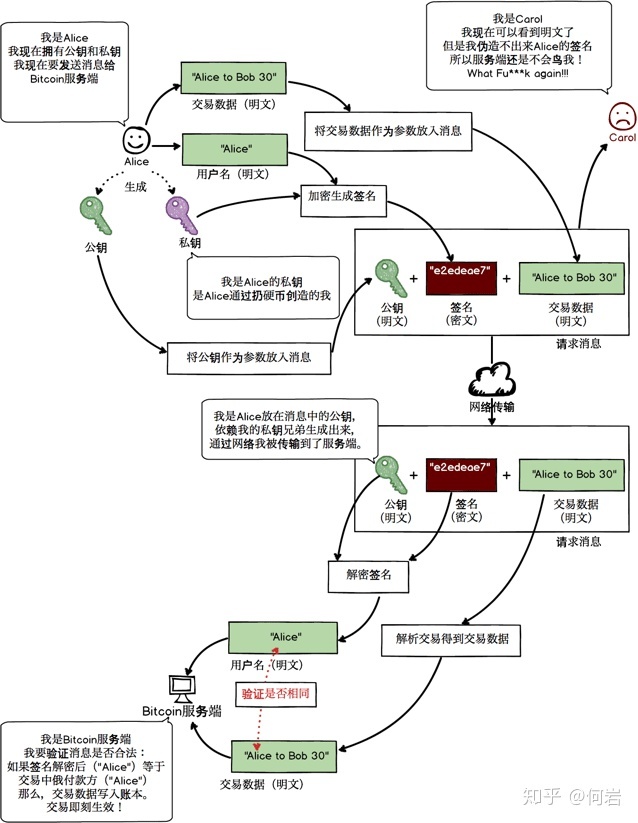 我是Alice
我现在拥有公钥和私钥
我现在要发送消息给
Bitcoin服务端
我是Carol
我现在可以看到明文了
但是我伪造不出来Alice的签名
所以服务端还是不会鸟我！
What Fu***k again!!!
"Alice to Bob 30"
交易数据（明文）
将交易数据作为参数放入消息
Carol
Alice
"Alice"
用户名（明文）
生成
加密生成签名
公钥
私钥
我是Alice的私钥
是Alice通过扔硬币创造的我
将公钥作为参数放入消息
+
"e2edeae7"
+
"Alice to Bob 30"
公钥
（明文）
签名
（密文）
交易数据
（明文）
请求消息
网络传输
我是Alice放在消息中的公钥，
依赖我的私钥兄弟生成出来，
通过网络我被传输到了服务端。
+
"e2edeae7"
+
"Alice to Bob 30"
公钥
（明文）
签名
（密文）
交易数据
（明文）
请求消息
解密签名
"Alice"
用户名（明文）
解析交易得到交易数据
验证是否相同
Bitcoin服务端
"Alice to Bob 30"
交易数据（明文）
我是Bitcoin服务端
我要验证消息是否合法：
如果签名解密后（"Alice"）等于
交易中俄付款方（"Alice"）
那么，交易数据写入账本。
交易即刻生效！
知乎 @何岩